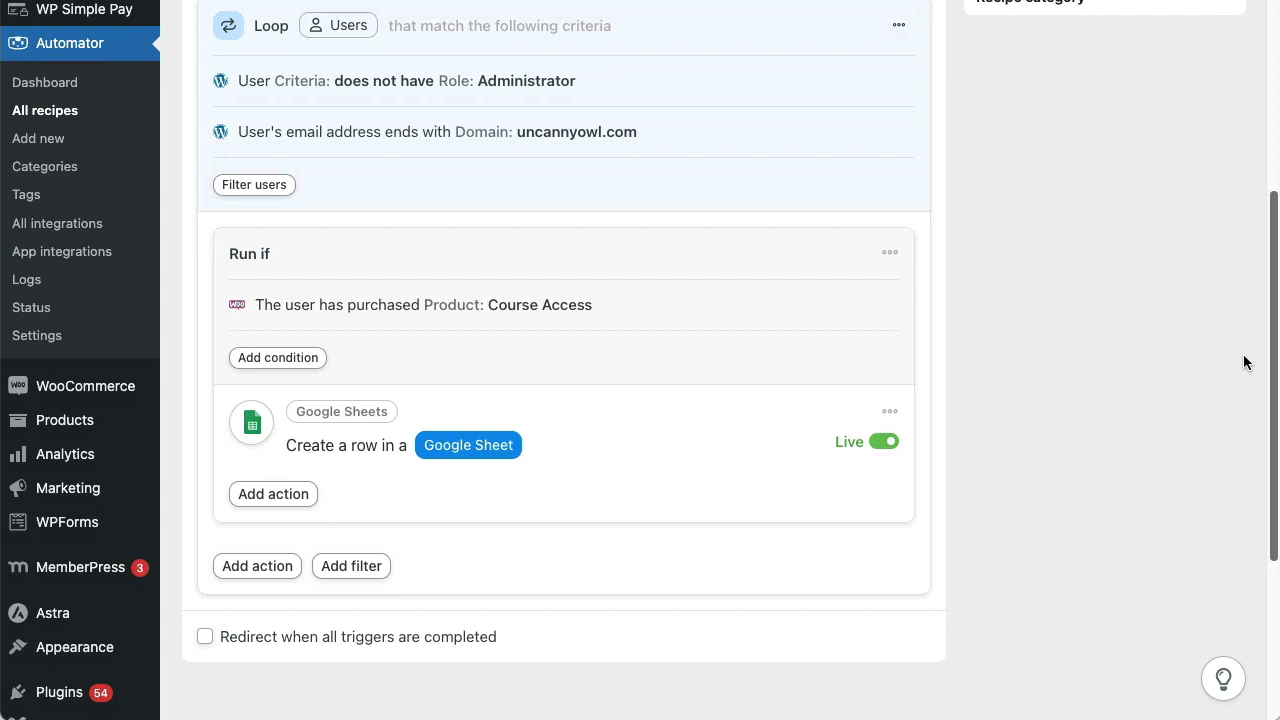 WP Simple Pay
Automator
Dashboard
All recipes
Add new
Categories
Tags
All integrations
App integrations
Logs
Status
Settings
WOO WooCommerce
Products
Analytics
Marketing
WPForms
MemberPress 3
Astra
Appearance
Plugins 54
Loop Users that match the following criteria
User Criteria: does not have Role: Administrator
User's email address ends with Domain: uncannyowl.com
Filter users
Run if
WOO The user has purchased Product: Course Access
Add condition
Google Sheets
Create a row in a Google Sheet
Live
Add action
Add action Add filter
Redirect when all triggers are completed
Recipe category